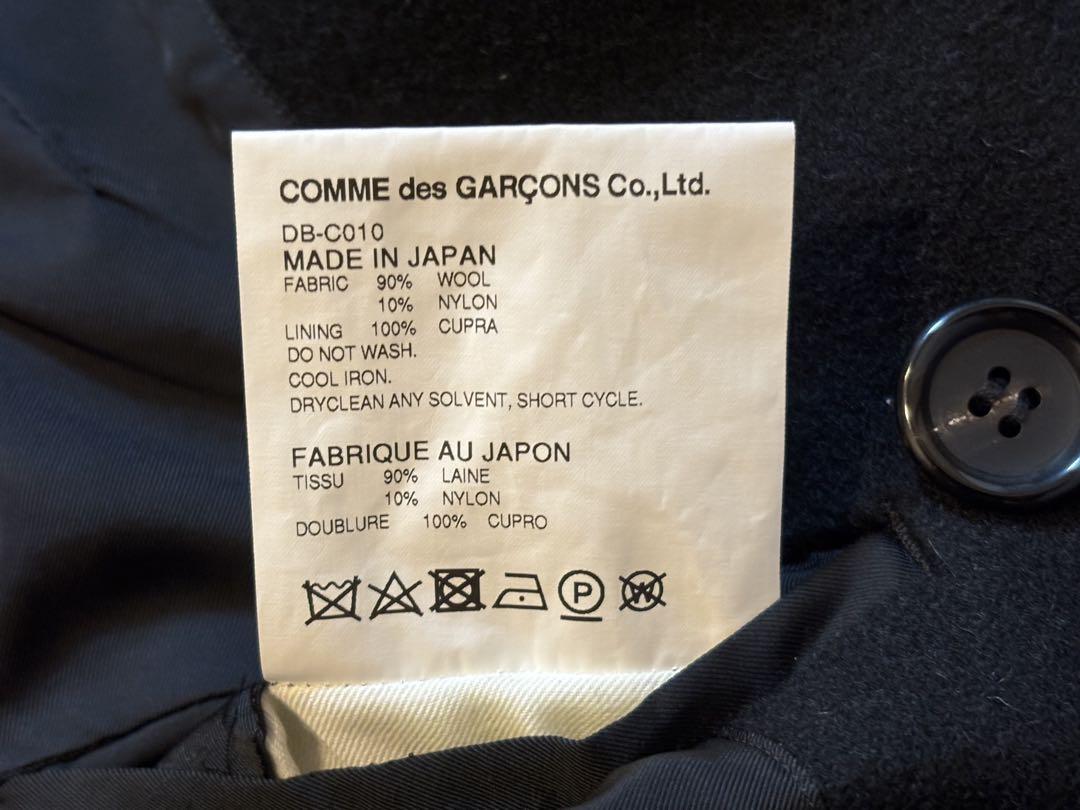 COMME des GARÇONS Co.,Ltd.
DB-C010
MADE IN JAPAN
FABRIC 90% WOOL
10% NYLON
LINING 100% CUPRA
DO NOT WASH.
COOL IRON.
DRYCLEAN ANY SOLVENT, SHORT CYCLE.
FABRIQUE AU JAPON
TISSU 90% LAINE
10% NYLON
DOUBLURE 100% CUPRO
P W